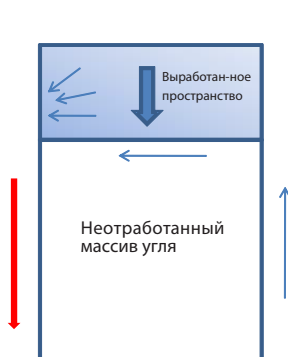 Выработан-ное
пространство
Неотработанный
массив угля